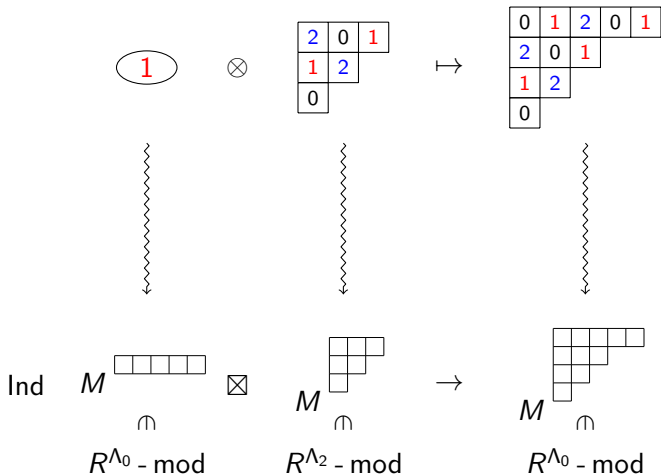 0 1 2 0 1
1 ⊗ 2 0 1 ↦ 2 0 1
1 2 1 2
0 0
Ind M ⊠ M → M
⋒ ⋒ ⋒
R^Λ₀ - mod R^Λ₂ - mod R^Λ₀ - mod